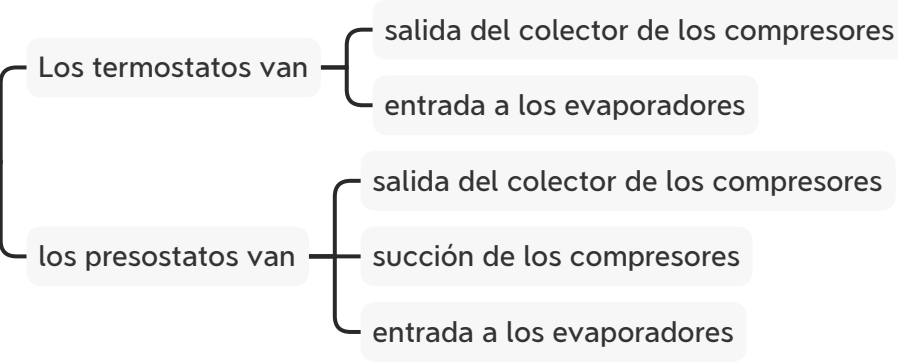 Los termostatos van
salida del colector de los compresores
entrada a los evaporadores
los presostatos van
salida del colector de los compresores
succión de los compresores
entrada a los evaporadores